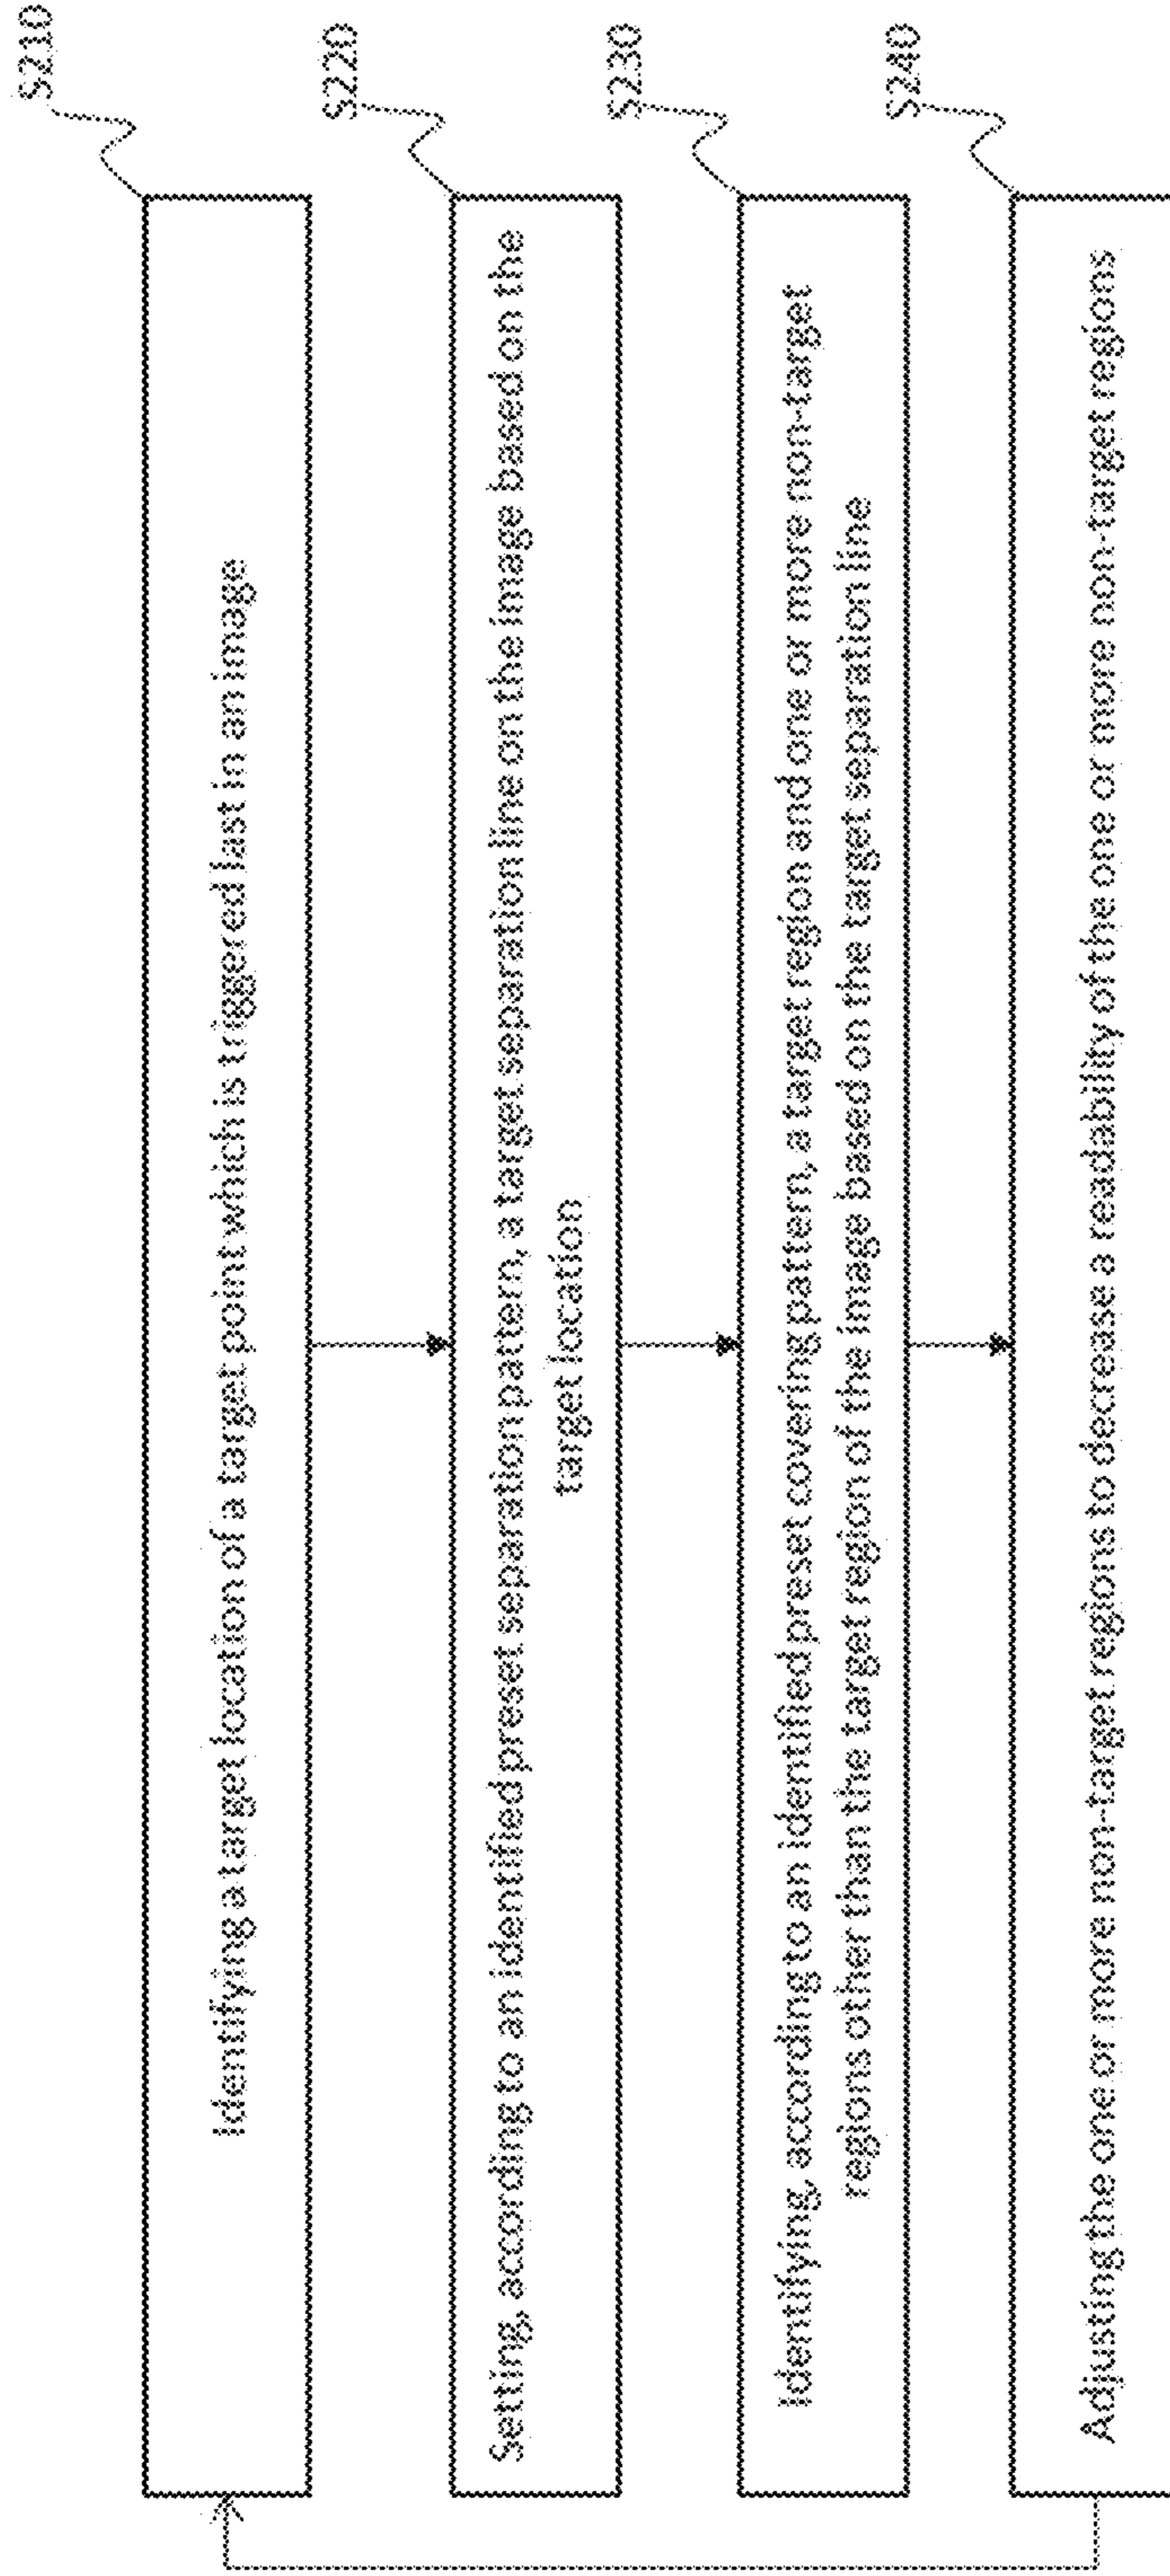 S210
Identifying a target location of a target point which is triggered last in an image
S220
Setting, according to an identified preset separation pattern, a target separation line on the image based on the
target location
S230
Identifying, according to an identified preset covering pattern, a target region and one or more non-target
regions other than the target region of the image based on the target separation line
S240
Adjusting the one or more non-target regions to decrease a readability of the one or more non-target regions